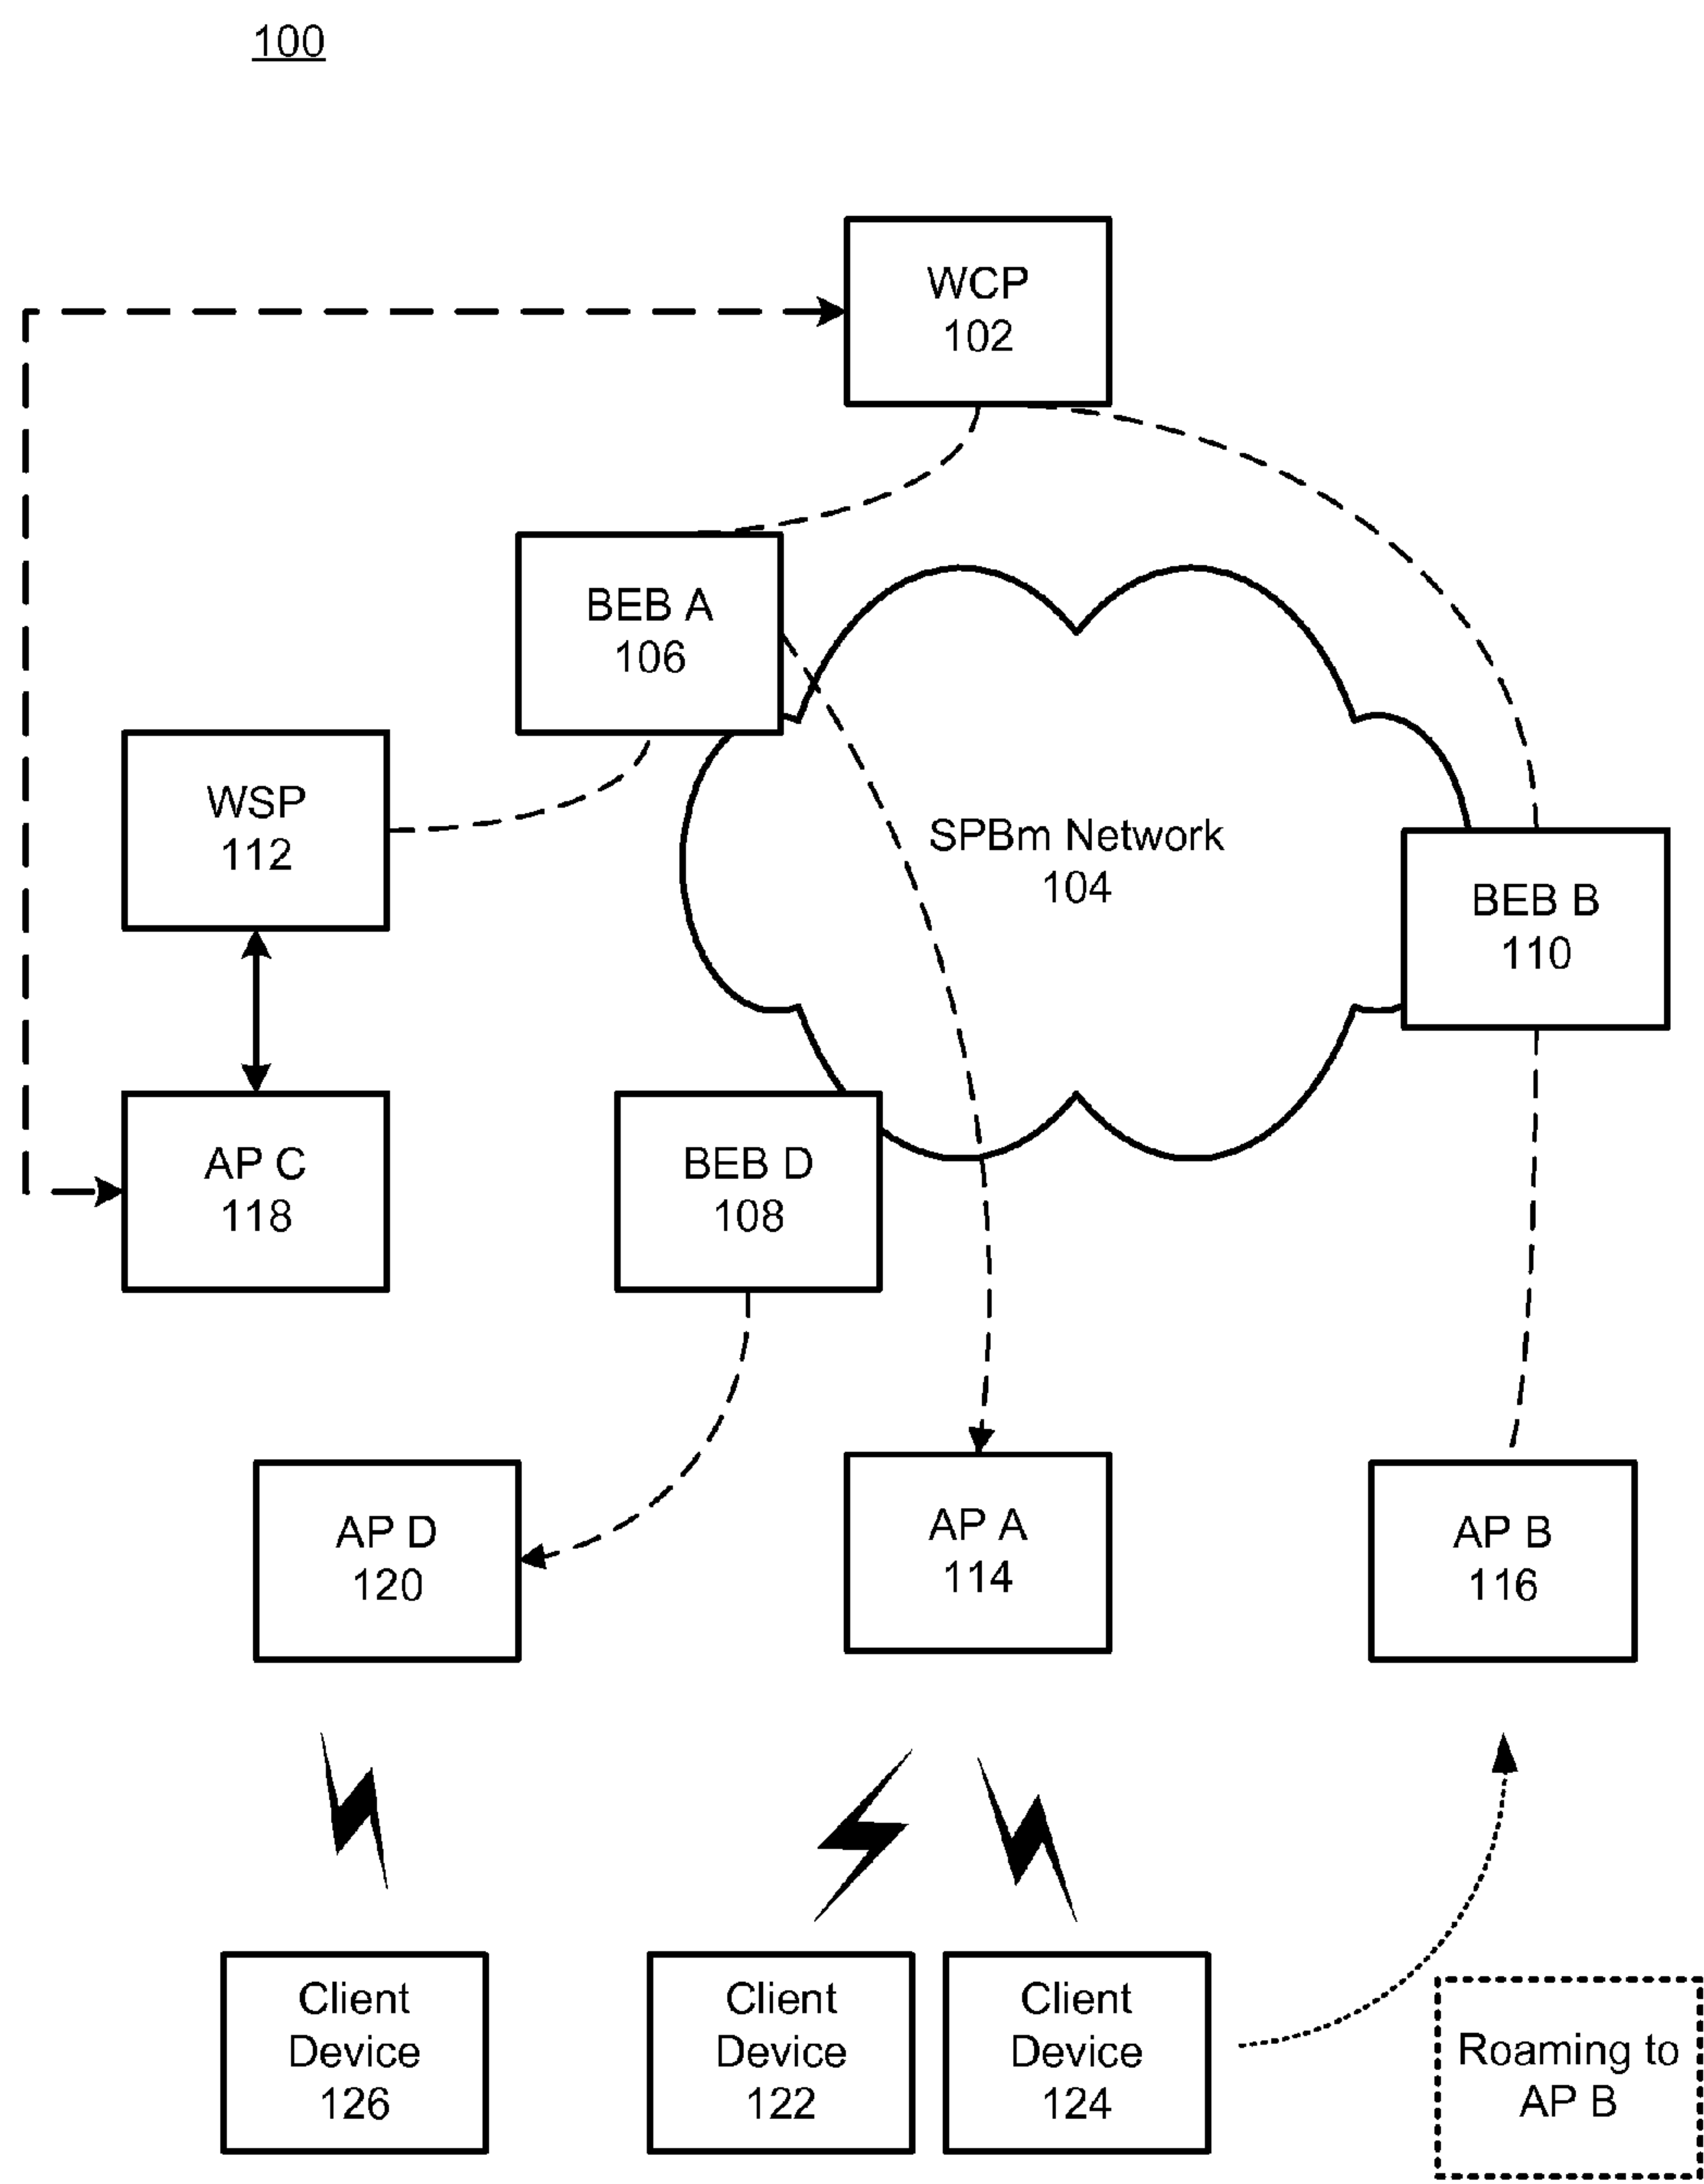 100
WCP
102
BEB A
106
WSP
112
SPBm Network
104
BEB B
110
AP C
118
BEB D
108
AP D
120
AP A
114
AP B
116
Client
Device
126
Client
Device
122
Client
Device
124
Roaming to
AP B